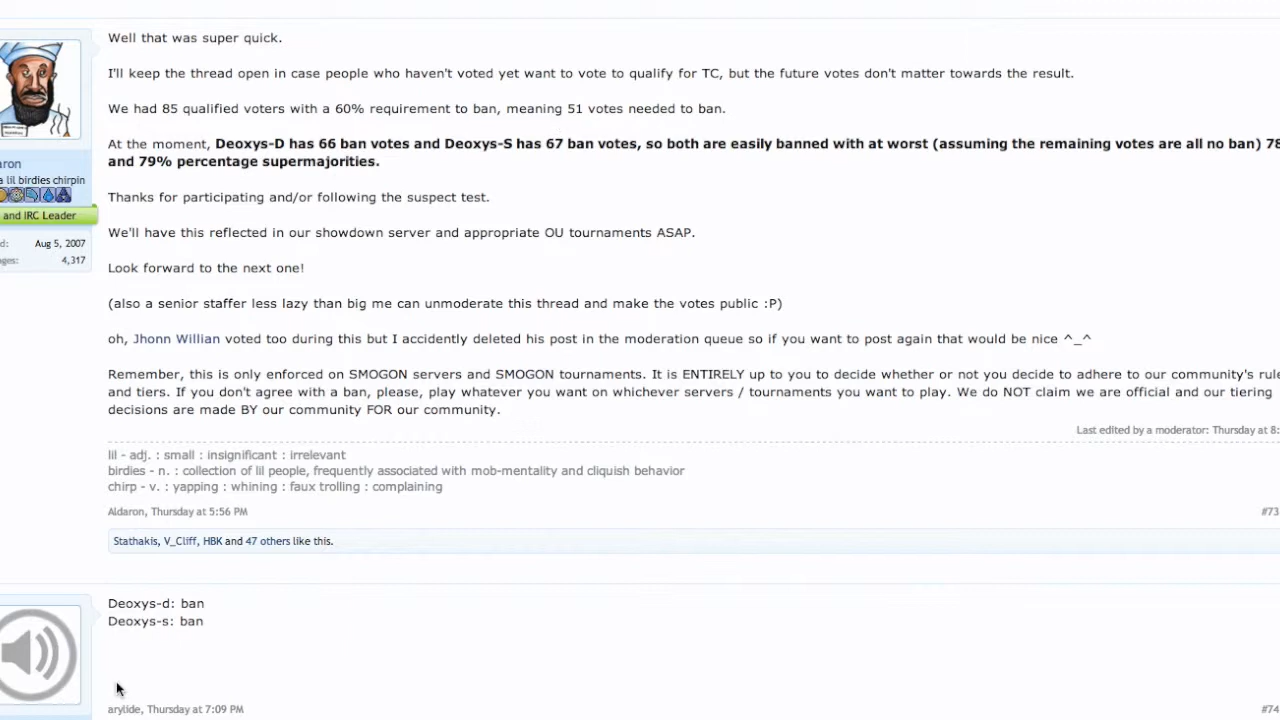 Well that was super quick.
I'll keep the thread open in case people who haven't voted yet want to vote to qualify for TC, but the future votes don't matter towards the result.
We had 85 qualified voters with a 60% requirement to ban, meaning 51 votes needed to ban.
At the moment, Deoxys-D has 66 ban votes and Deoxys-S has 67 ban votes, so both are easily banned with at worst (assuming the remaining votes are all no ban) 78
and 79% percentage supermajorities.
aron
a lil birdies chirpin
Thanks for participating and/or following the suspect test.
and IRC Leader
We'll have this reflected in our showdown server and appropriate OU tournaments ASAP.
d: Aug 5, 2007
ges: 4,317
Look forward to the next one!
(also a senior staffer less lazy than big me can unmoderate this thread and make the votes public :P)
oh, Jhonn Willian voted too during this but I accidently deleted his post in the moderation queue so if you want to post again that would be nice ^_^
Remember, this is only enforced on SMOGON servers and SMOGON tournaments. It is ENTIRELY up to you to decide whether or not you decide to adhere to our community's rule
and tiers. If you don't agree with a ban, please, play whatever you want on whichever servers / tournaments you want to play. We do NOT claim we are official and our tiering
decisions are made BY our community FOR our community.
Last edited by a moderator: Thursday at 8:
lil - adj. : small : insignificant : irrelevant
birdies - n. : collection of lil people, frequently associated with mob-mentality and cliquish behavior
chirp - v. : yapping : whining : faux trolling : complaining
Aldaron, Thursday at 5:56 PM #73
Stathakis, V_Cliff, HBK and 47 others like this.
Deoxys-d: ban
Deoxys-s: ban
arylide, Thursday at 7:09 PM #74